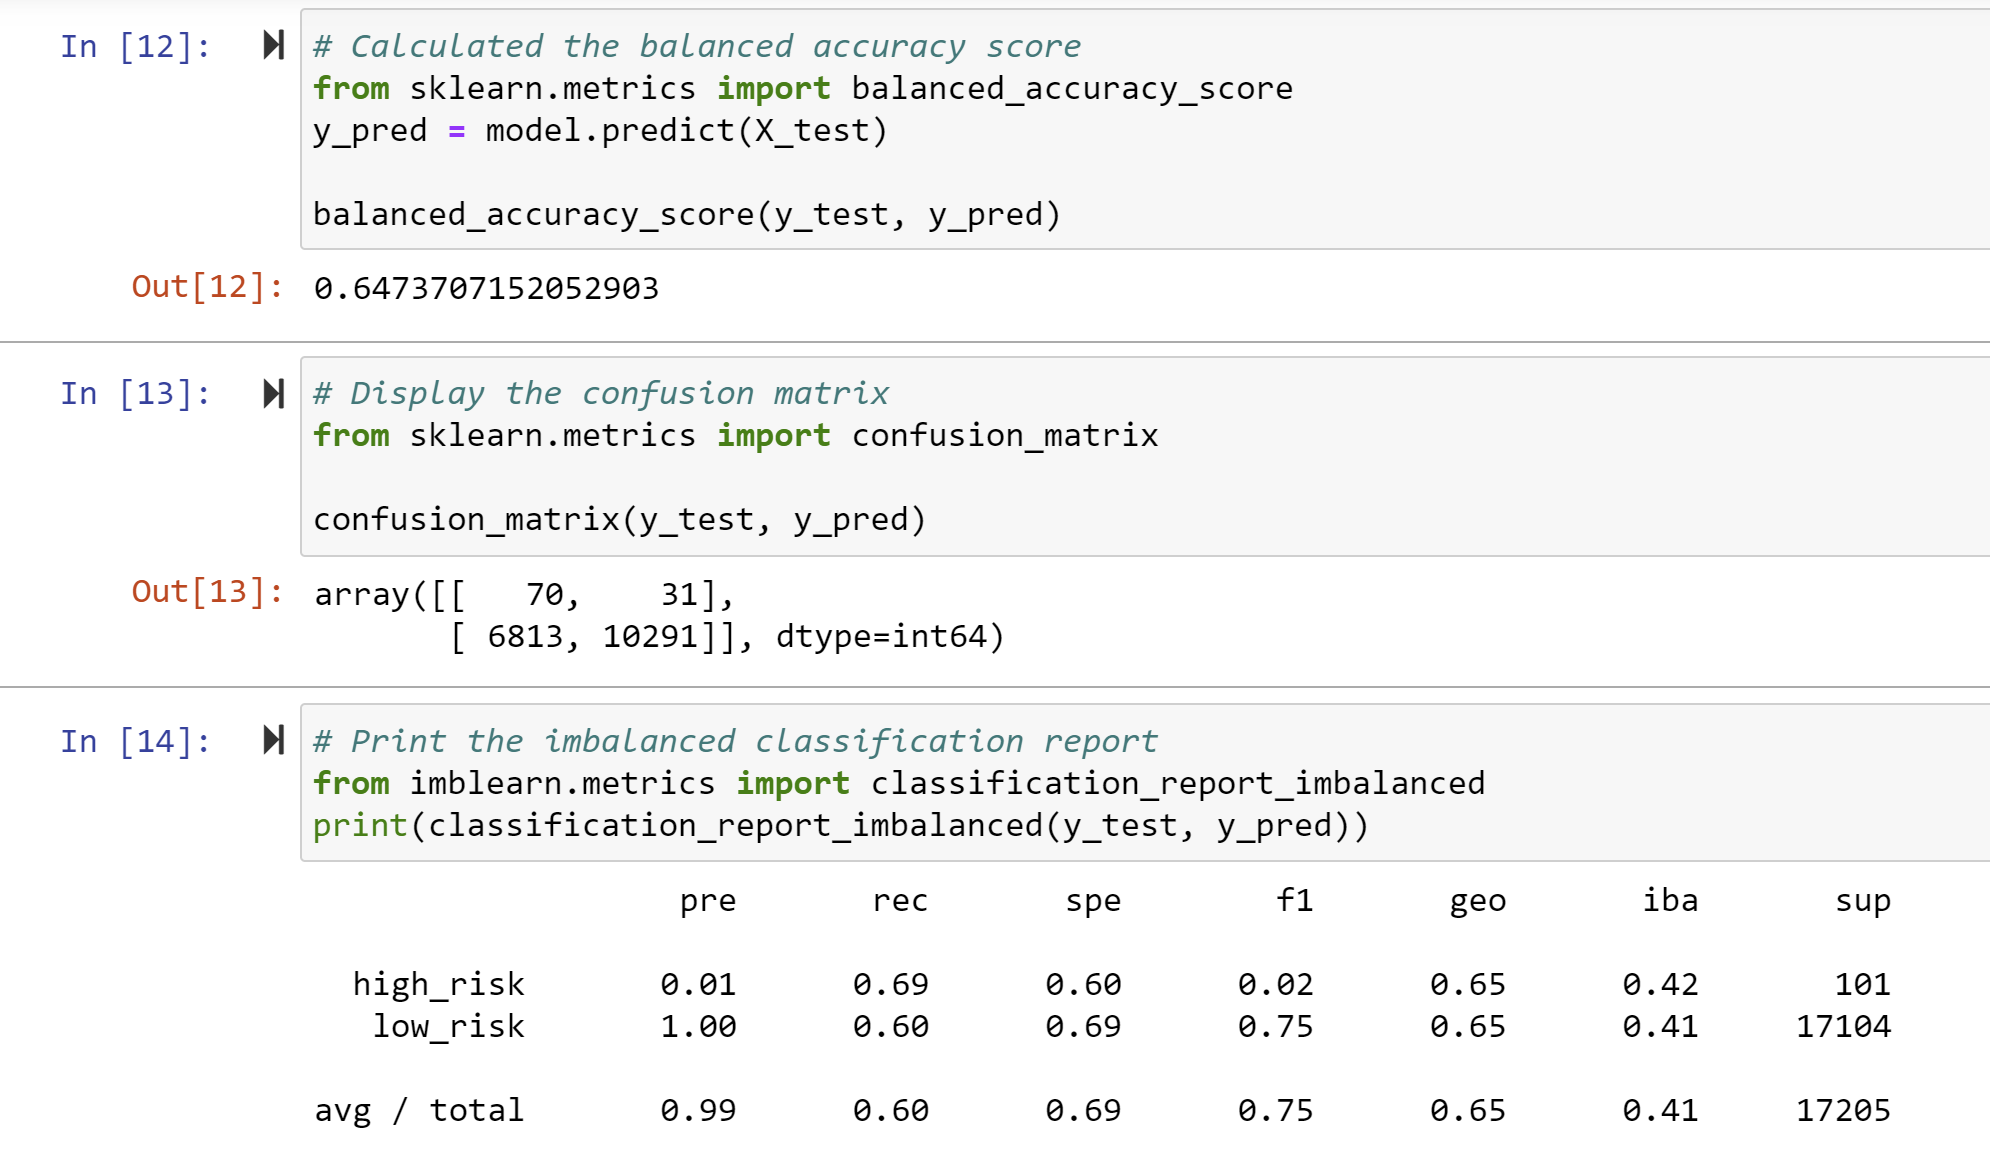 In [12]: # Calculated the balanced accuracy score
from sklearn.metrics import balanced_accuracy_score
y_pred = model.predict(X_test)
balanced_accuracy_score(y_test, y_pred)
Out[12]: 0.6473707152052903
In [13]: # Display the confusion matrix
from sklearn.metrics import confusion_matrix
confusion_matrix(y_test, y_pred)
Out[13]: array([[   70,    31],
       [ 6813, 10291]], dtype=int64)
In [14]: # Print the imbalanced classification report
from imblearn.metrics import classification_report_imbalanced
print(classification_report_imbalanced(y_test, y_pred))
pre rec spe f1 geo iba sup
high_risk 0.01 0.69 0.60 0.02 0.65 0.42 101
low_risk 1.00 0.60 0.69 0.75 0.65 0.41 17104
avg / total 0.99 0.60 0.69 0.75 0.65 0.41 17205